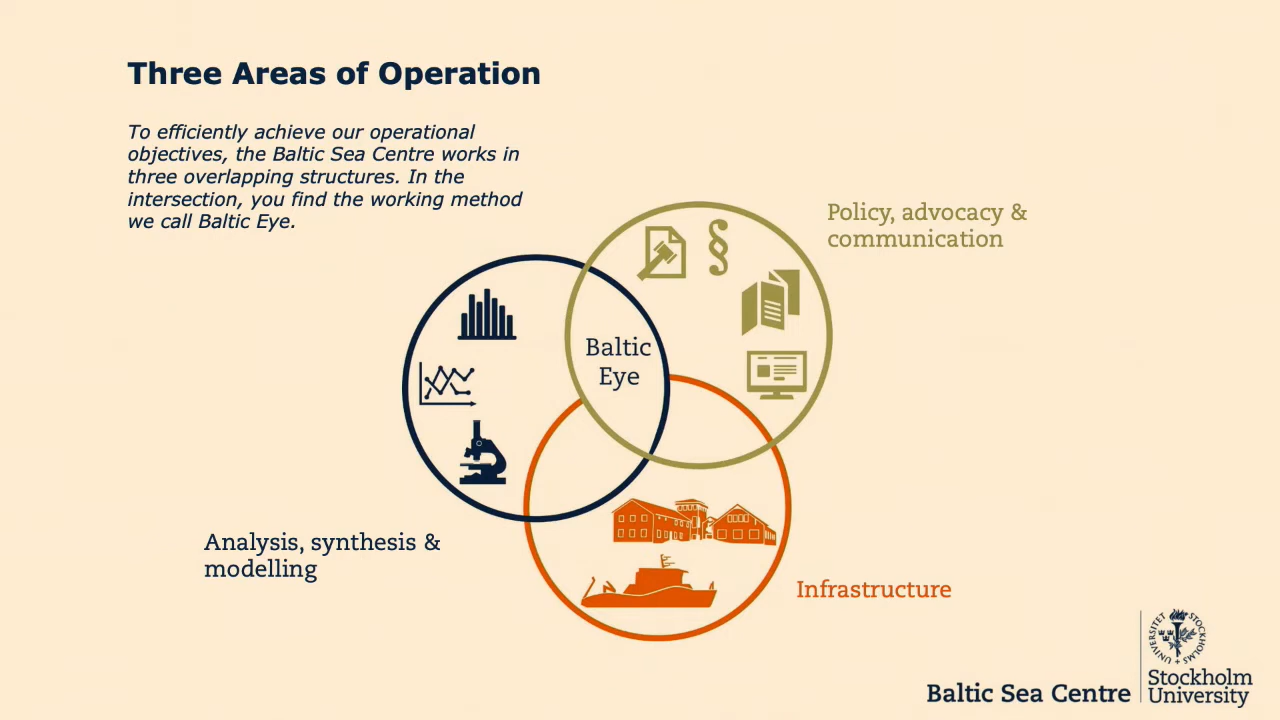 Three Areas of Operation
To efficiently achieve our operational
objectives, the Baltic Sea Centre works in
three overlapping structures. In the
intersection, you find the working method
we call Baltic Eye.
Policy, advocacy &
communication
§
Baltic
Eye
Analysis, synthesis &
modelling
Infrastructure
Baltic Sea Centre
STOCKHOLMS UNIVERSITET
Stockholm
University